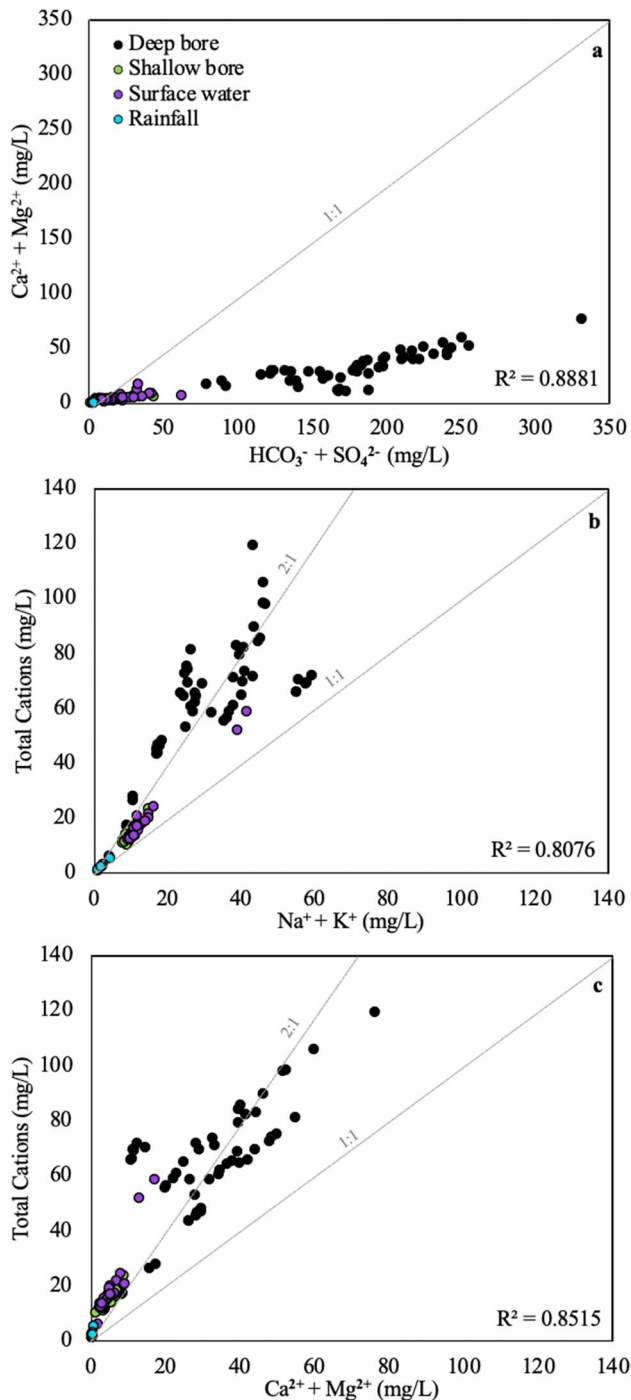 350
a
Deep bore
300
Shallow bore
Surface water
250
Rainfall
200
1:1
150
100
50
R² = 0.8881
0
0 50 100 150 200 250 300 350
HCO₃⁻ + SO₄²⁻ (mg/L)
Ca²⁺ + Mg²⁺ (mg/L)
140
b
120
2:1
100
80
1:1
60
40
20
R² = 0.8076
0
0 20 40 60 80 100 120 140
Na⁺ + K⁺ (mg/L)
Total Cations (mg/L)
140
c
120
2:1
100
1:1
80
60
40
20
R² = 0.8515
0
0 20 40 60 80 100 120 140
Ca²⁺ + Mg²⁺ (mg/L)
Total Cations (mg/L)